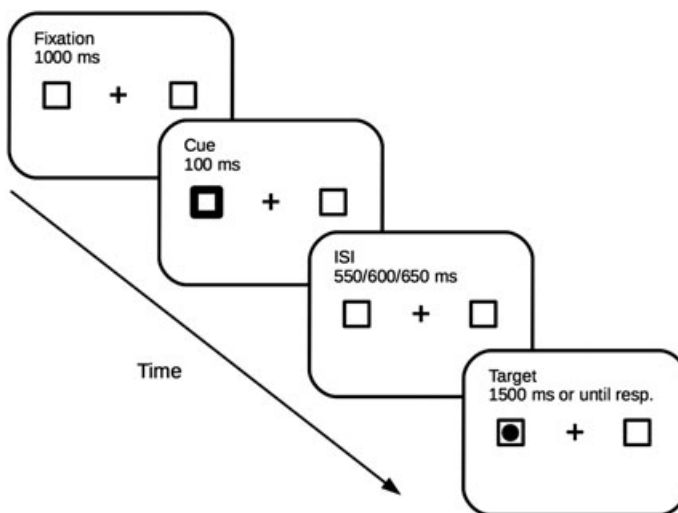 Fixation
1000 ms
Cue
100 ms
ISI
550/600/650 ms
Time
Target
1500 ms or until resp.